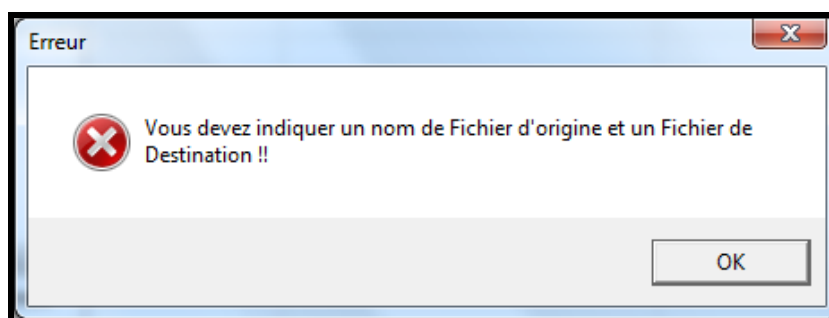 Erreur
Vous devez indiquer un nom de Fichier d'origine et un Fichier de
Destination !!
OK